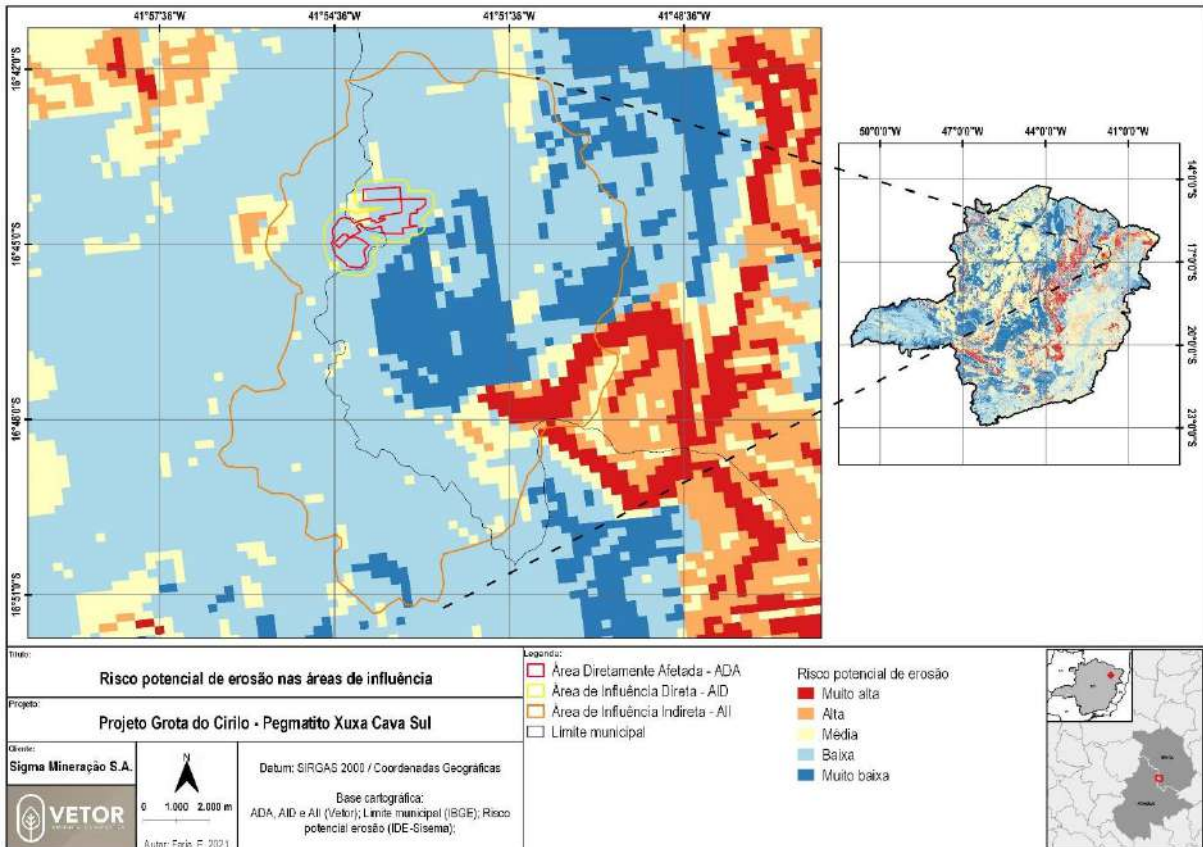 41°57'36"W 41°54'36"W 41°51'36"W 41°48'36"W
16°42'0"S
16°45'0"S
16°48'0"S
16°51'0"S
50°0'0"W 47°0'0"W 44°0'0"W 41°0'0"W
14°0'0"S
17°0'0"S
20°0'0"S
23°0'0"S
Título:
Risco potencial de erosão nas áreas de influência
Projeto:
Projeto Grota do Cirilo - Pegmatito Xuxa Cava Sul
Cliente:
Sigma Mineração S.A.
VETOR
N
0 1.000 2.000 m
Autor: Faria, F. 2021
Datum: SIRGAS 2000 / Coordenadas Geográficas
Base cartográfica:
ADA, AID e AII (Vetor); Limite municipal (IBGE); Risco
potencial erosão (IDE-Sisema);
Legenda:
Área Diretamente Afetada - ADA
Área de Influência Direta - AID
Área de Influência Indireta - AII
Limite municipal
Risco potencial de erosão
Muito alta
Alta
Média
Baixa
Muito baixa